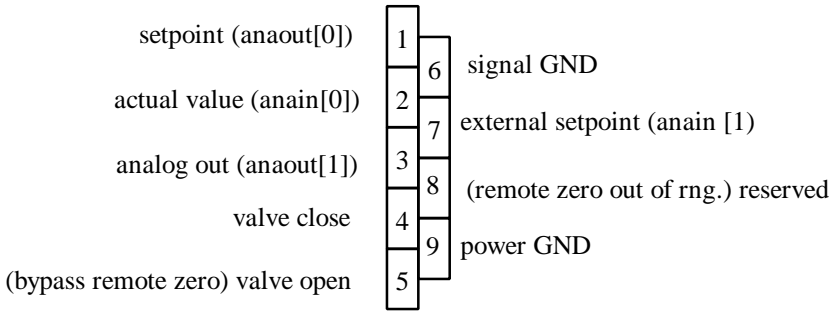 setpoint (anaout[0])
1
6
signal GND
actual value (anain[0])
2
7
external setpoint (anain [1)
analog out (anaout[1])
3
8
(remote zero out of rng.) reserved
valve close
4
9
power GND
(bypass remote zero) valve open
5